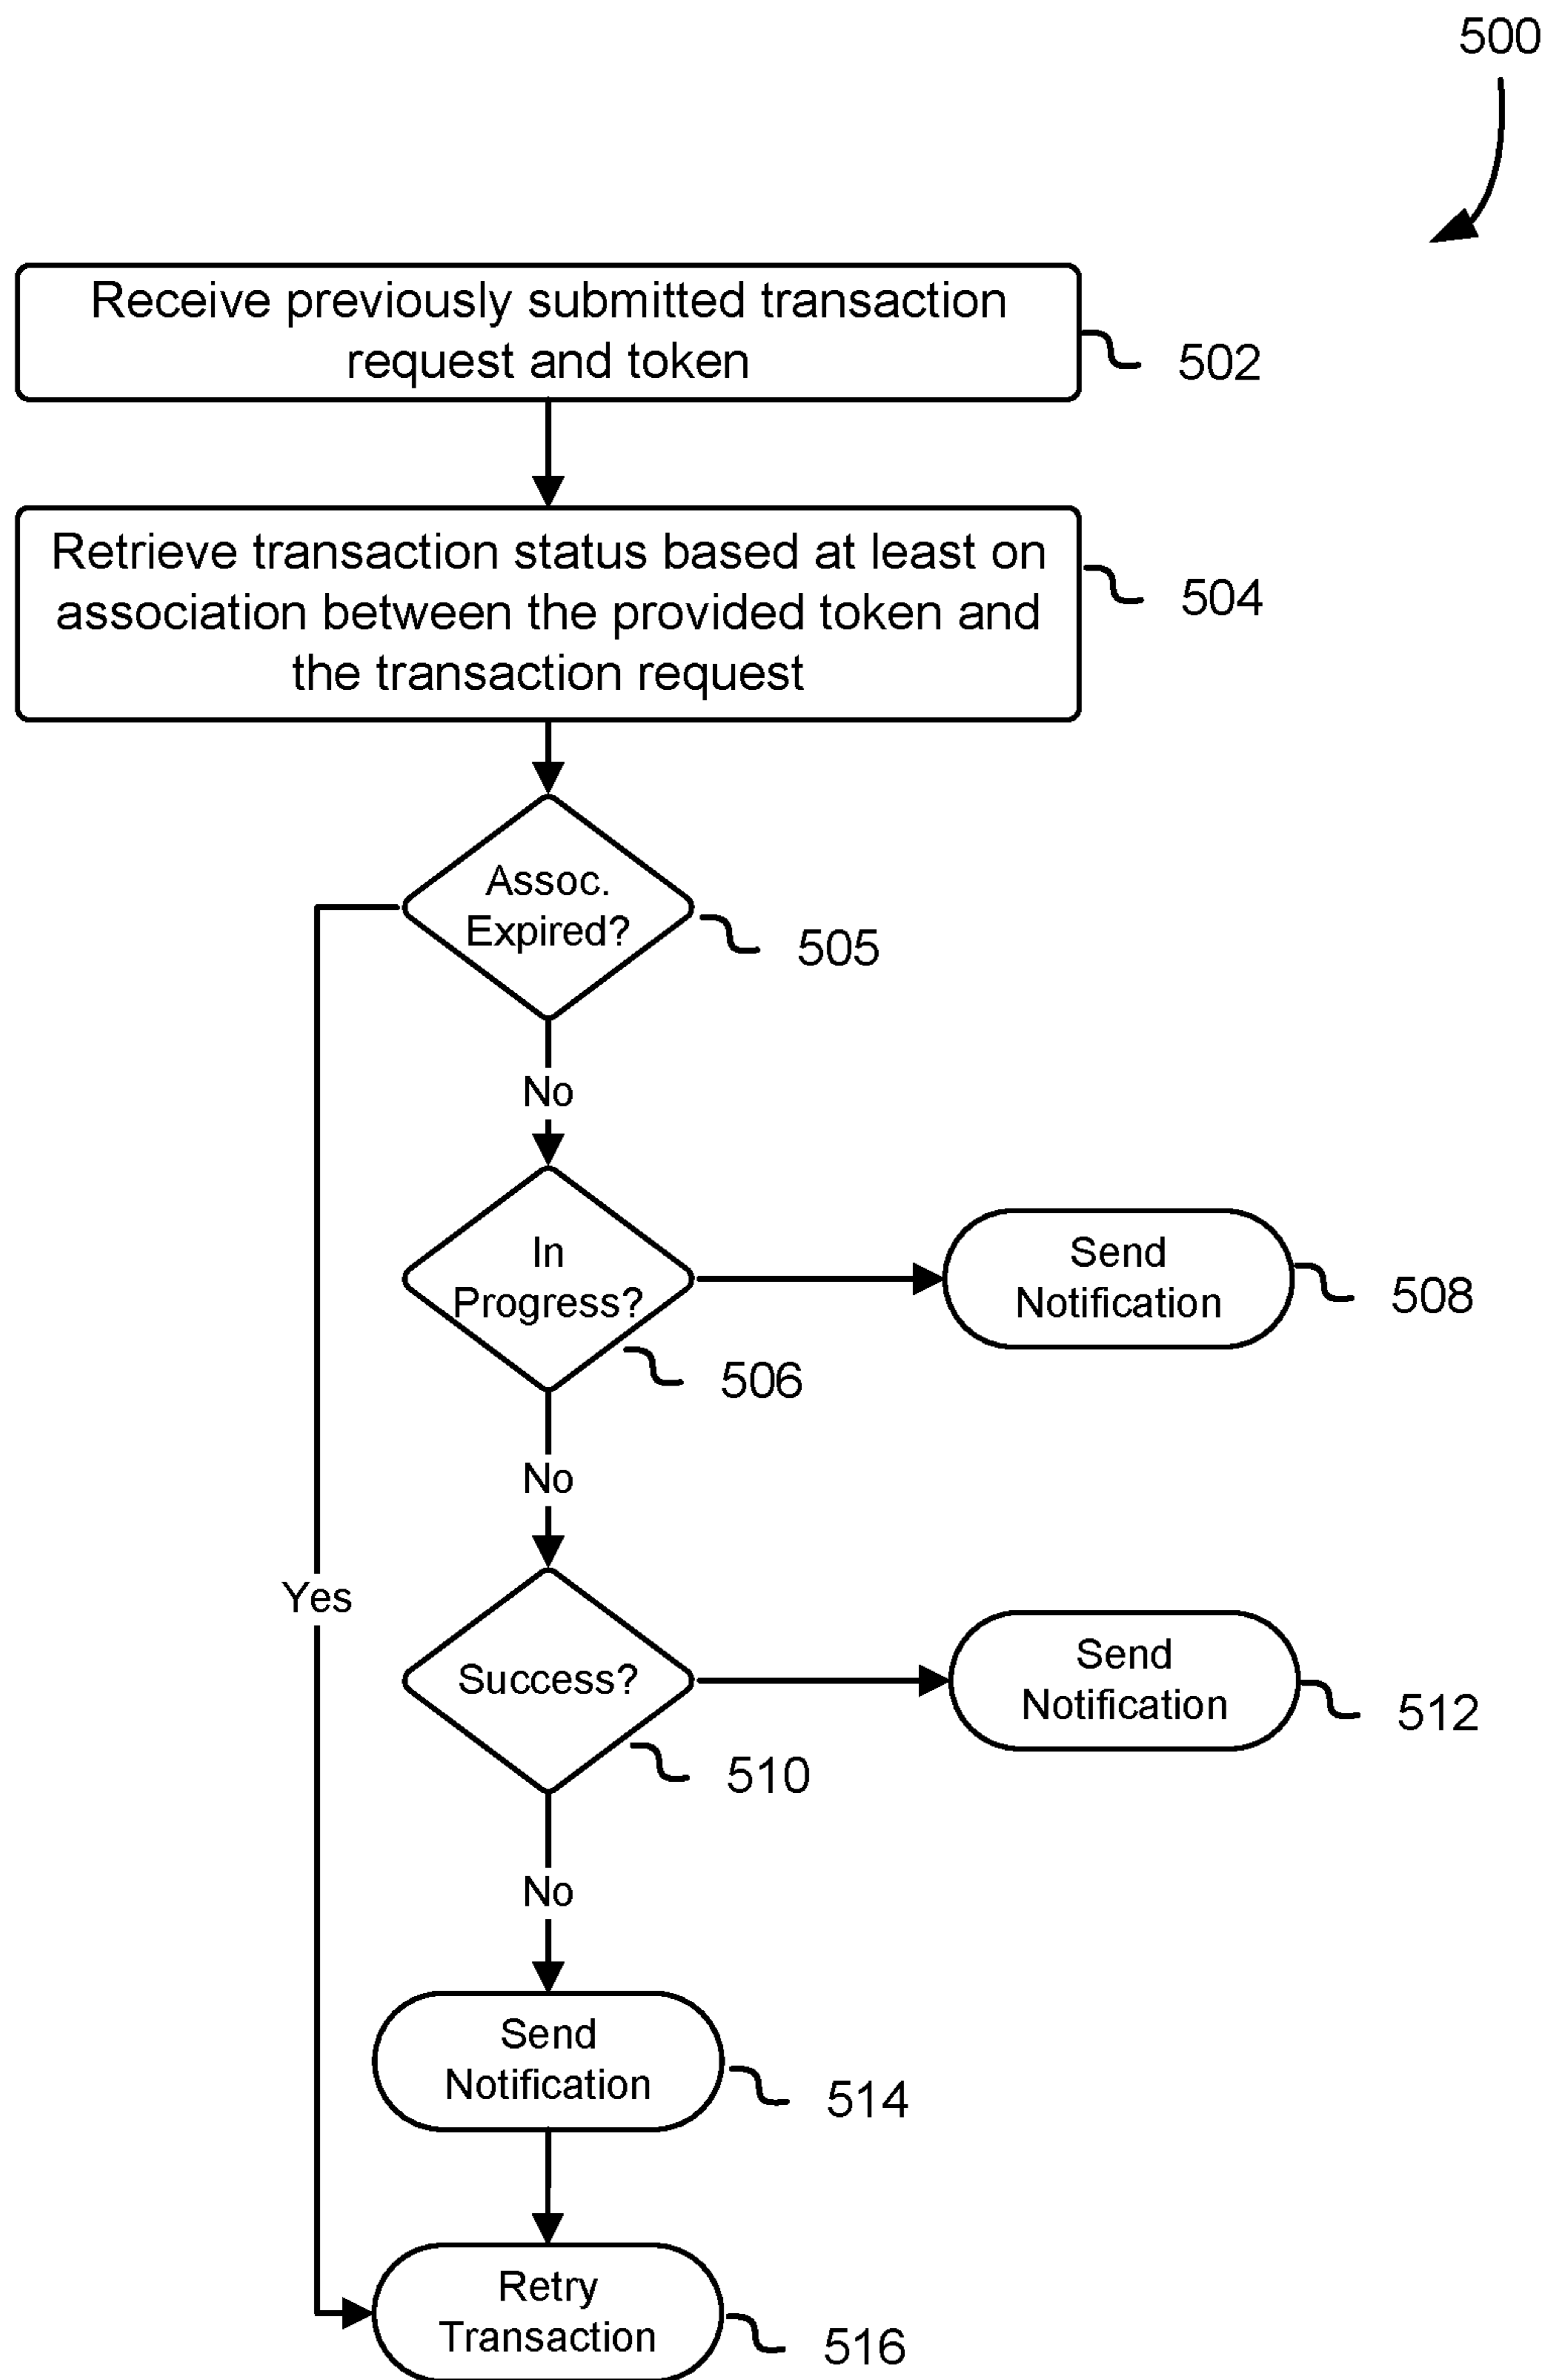 500
Receive previously submitted transaction
request and token
502
Retrieve transaction status based at least on
association between the provided token and
the transaction request
504
Assoc.
Expired?
505
No
In
Progress?
506
Send
Notification
508
No
Yes
Success?
510
Send
Notification
512
No
Send
Notification
514
Retry
Transaction
516